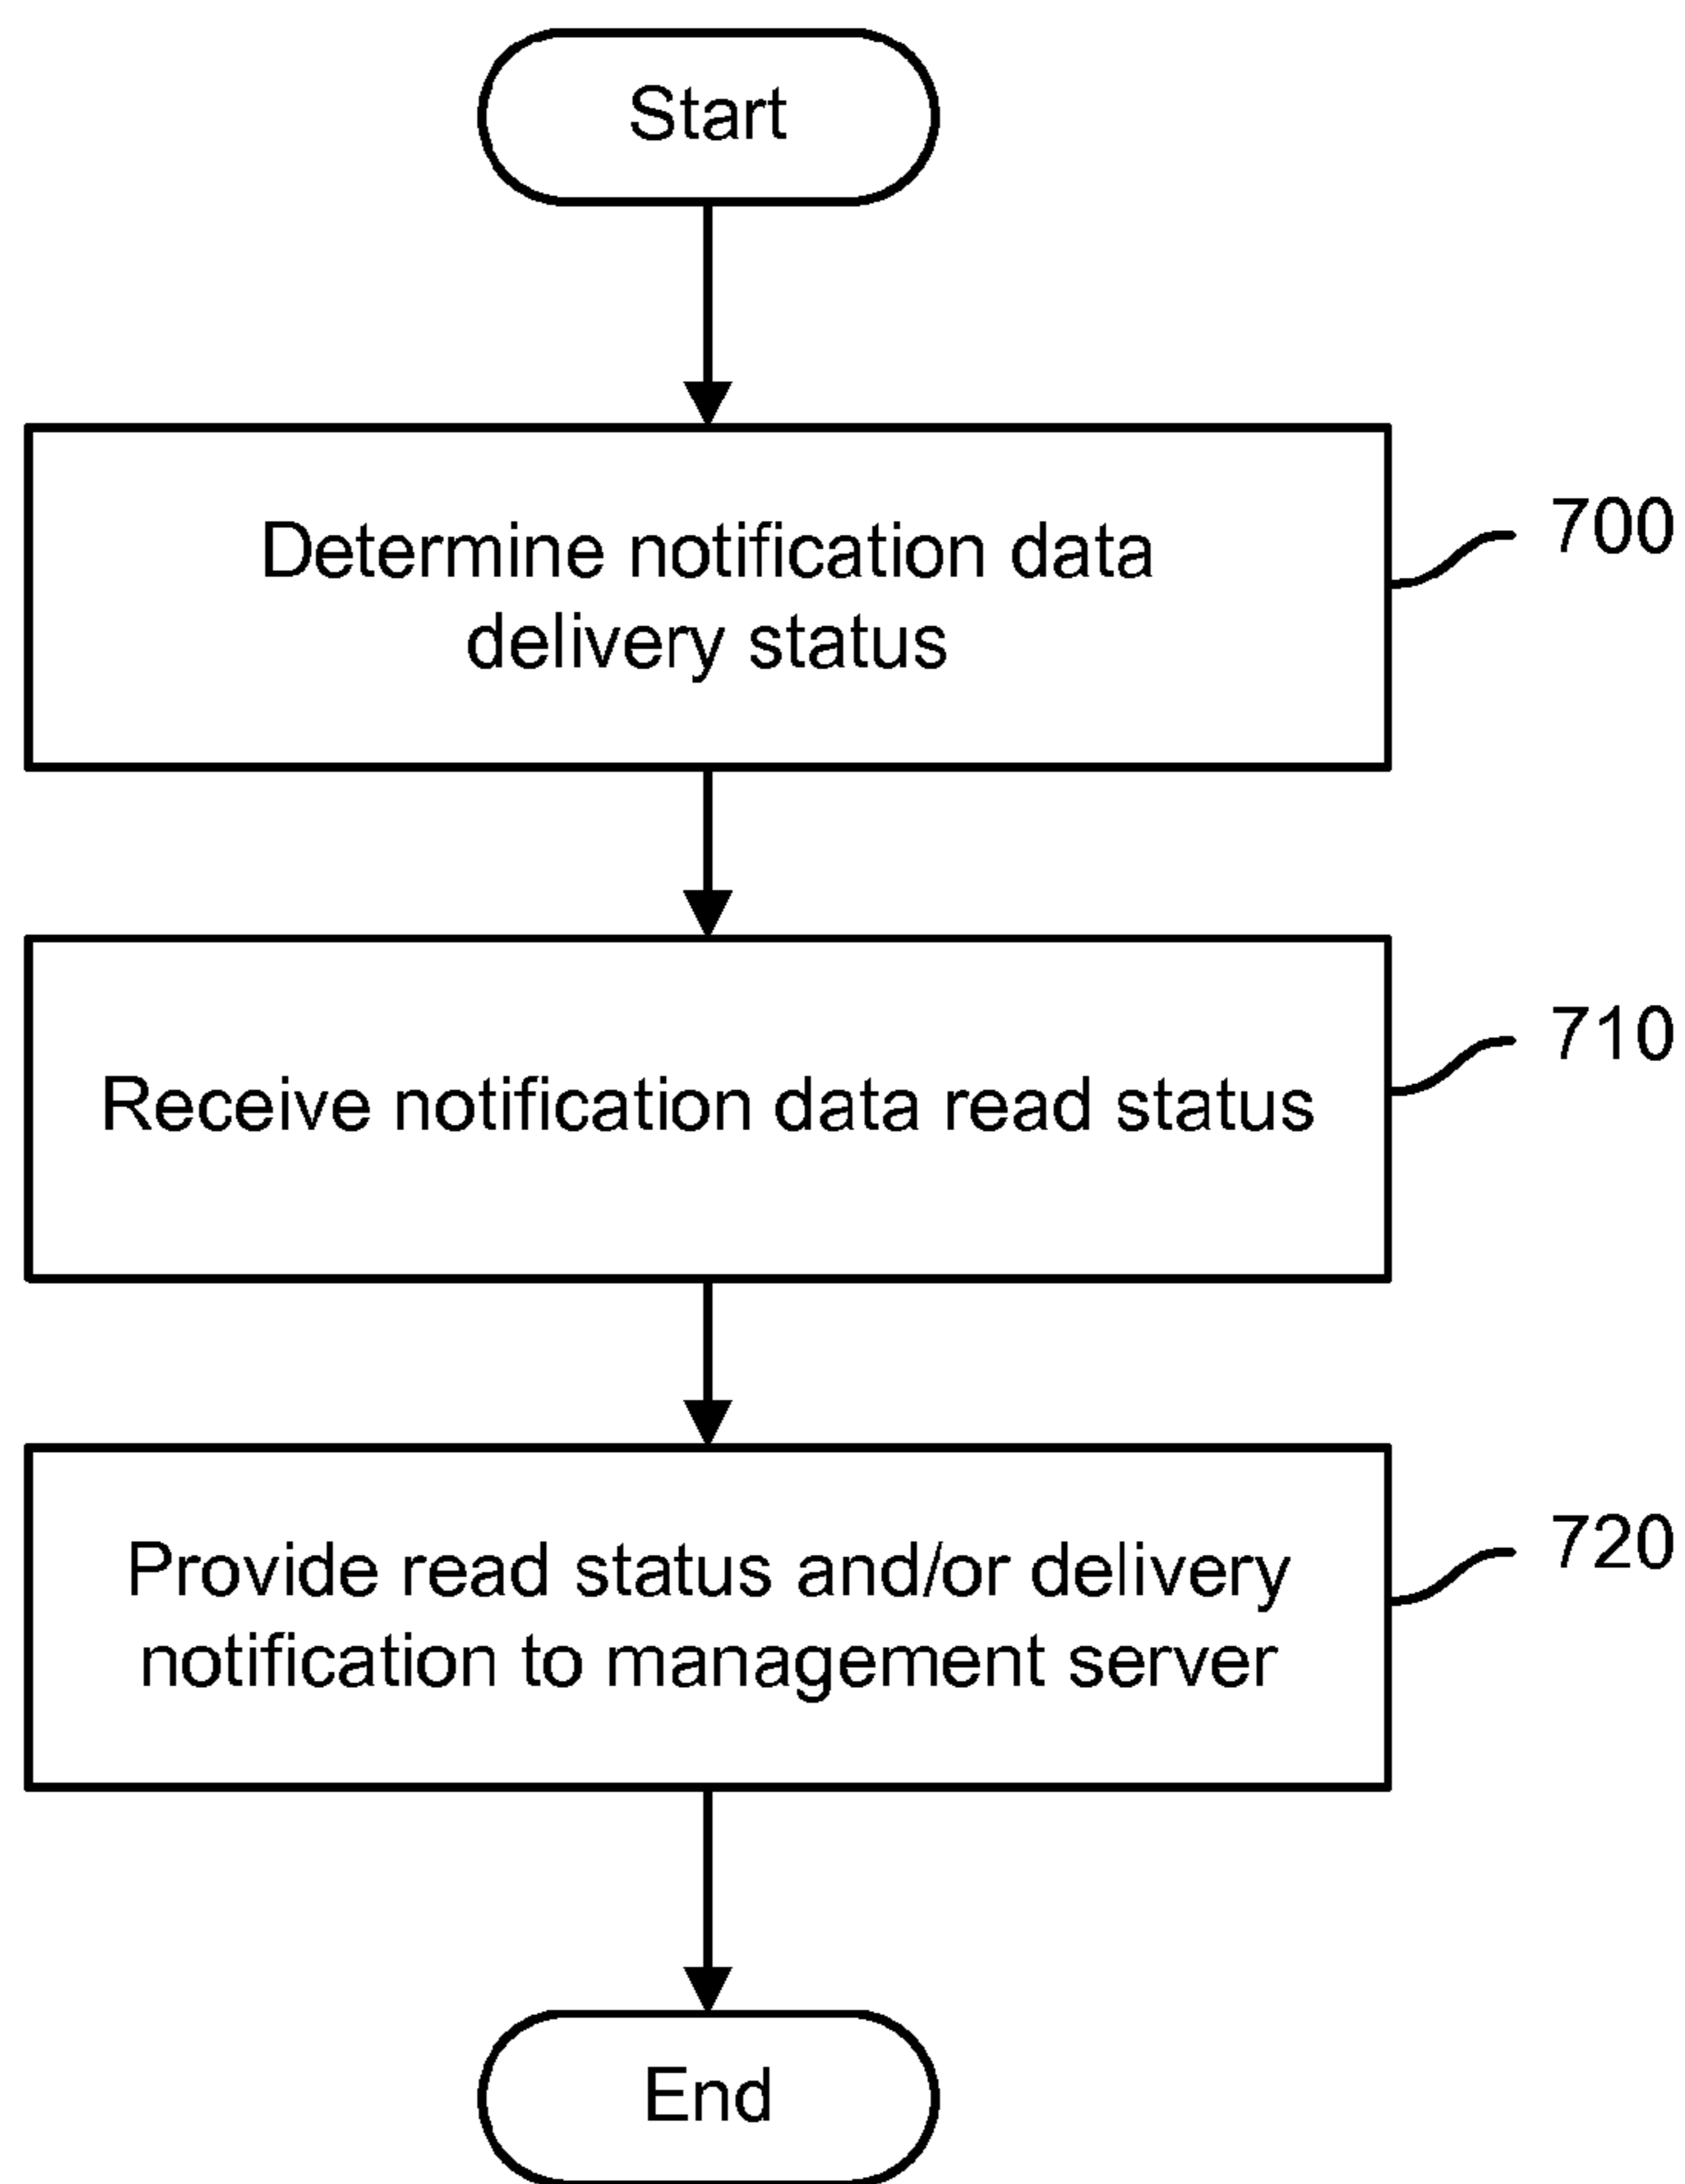 Start
Determine notification data
delivery status
700
Receive notification data read status
710
Provide read status and/or delivery
notification to management server
720
End